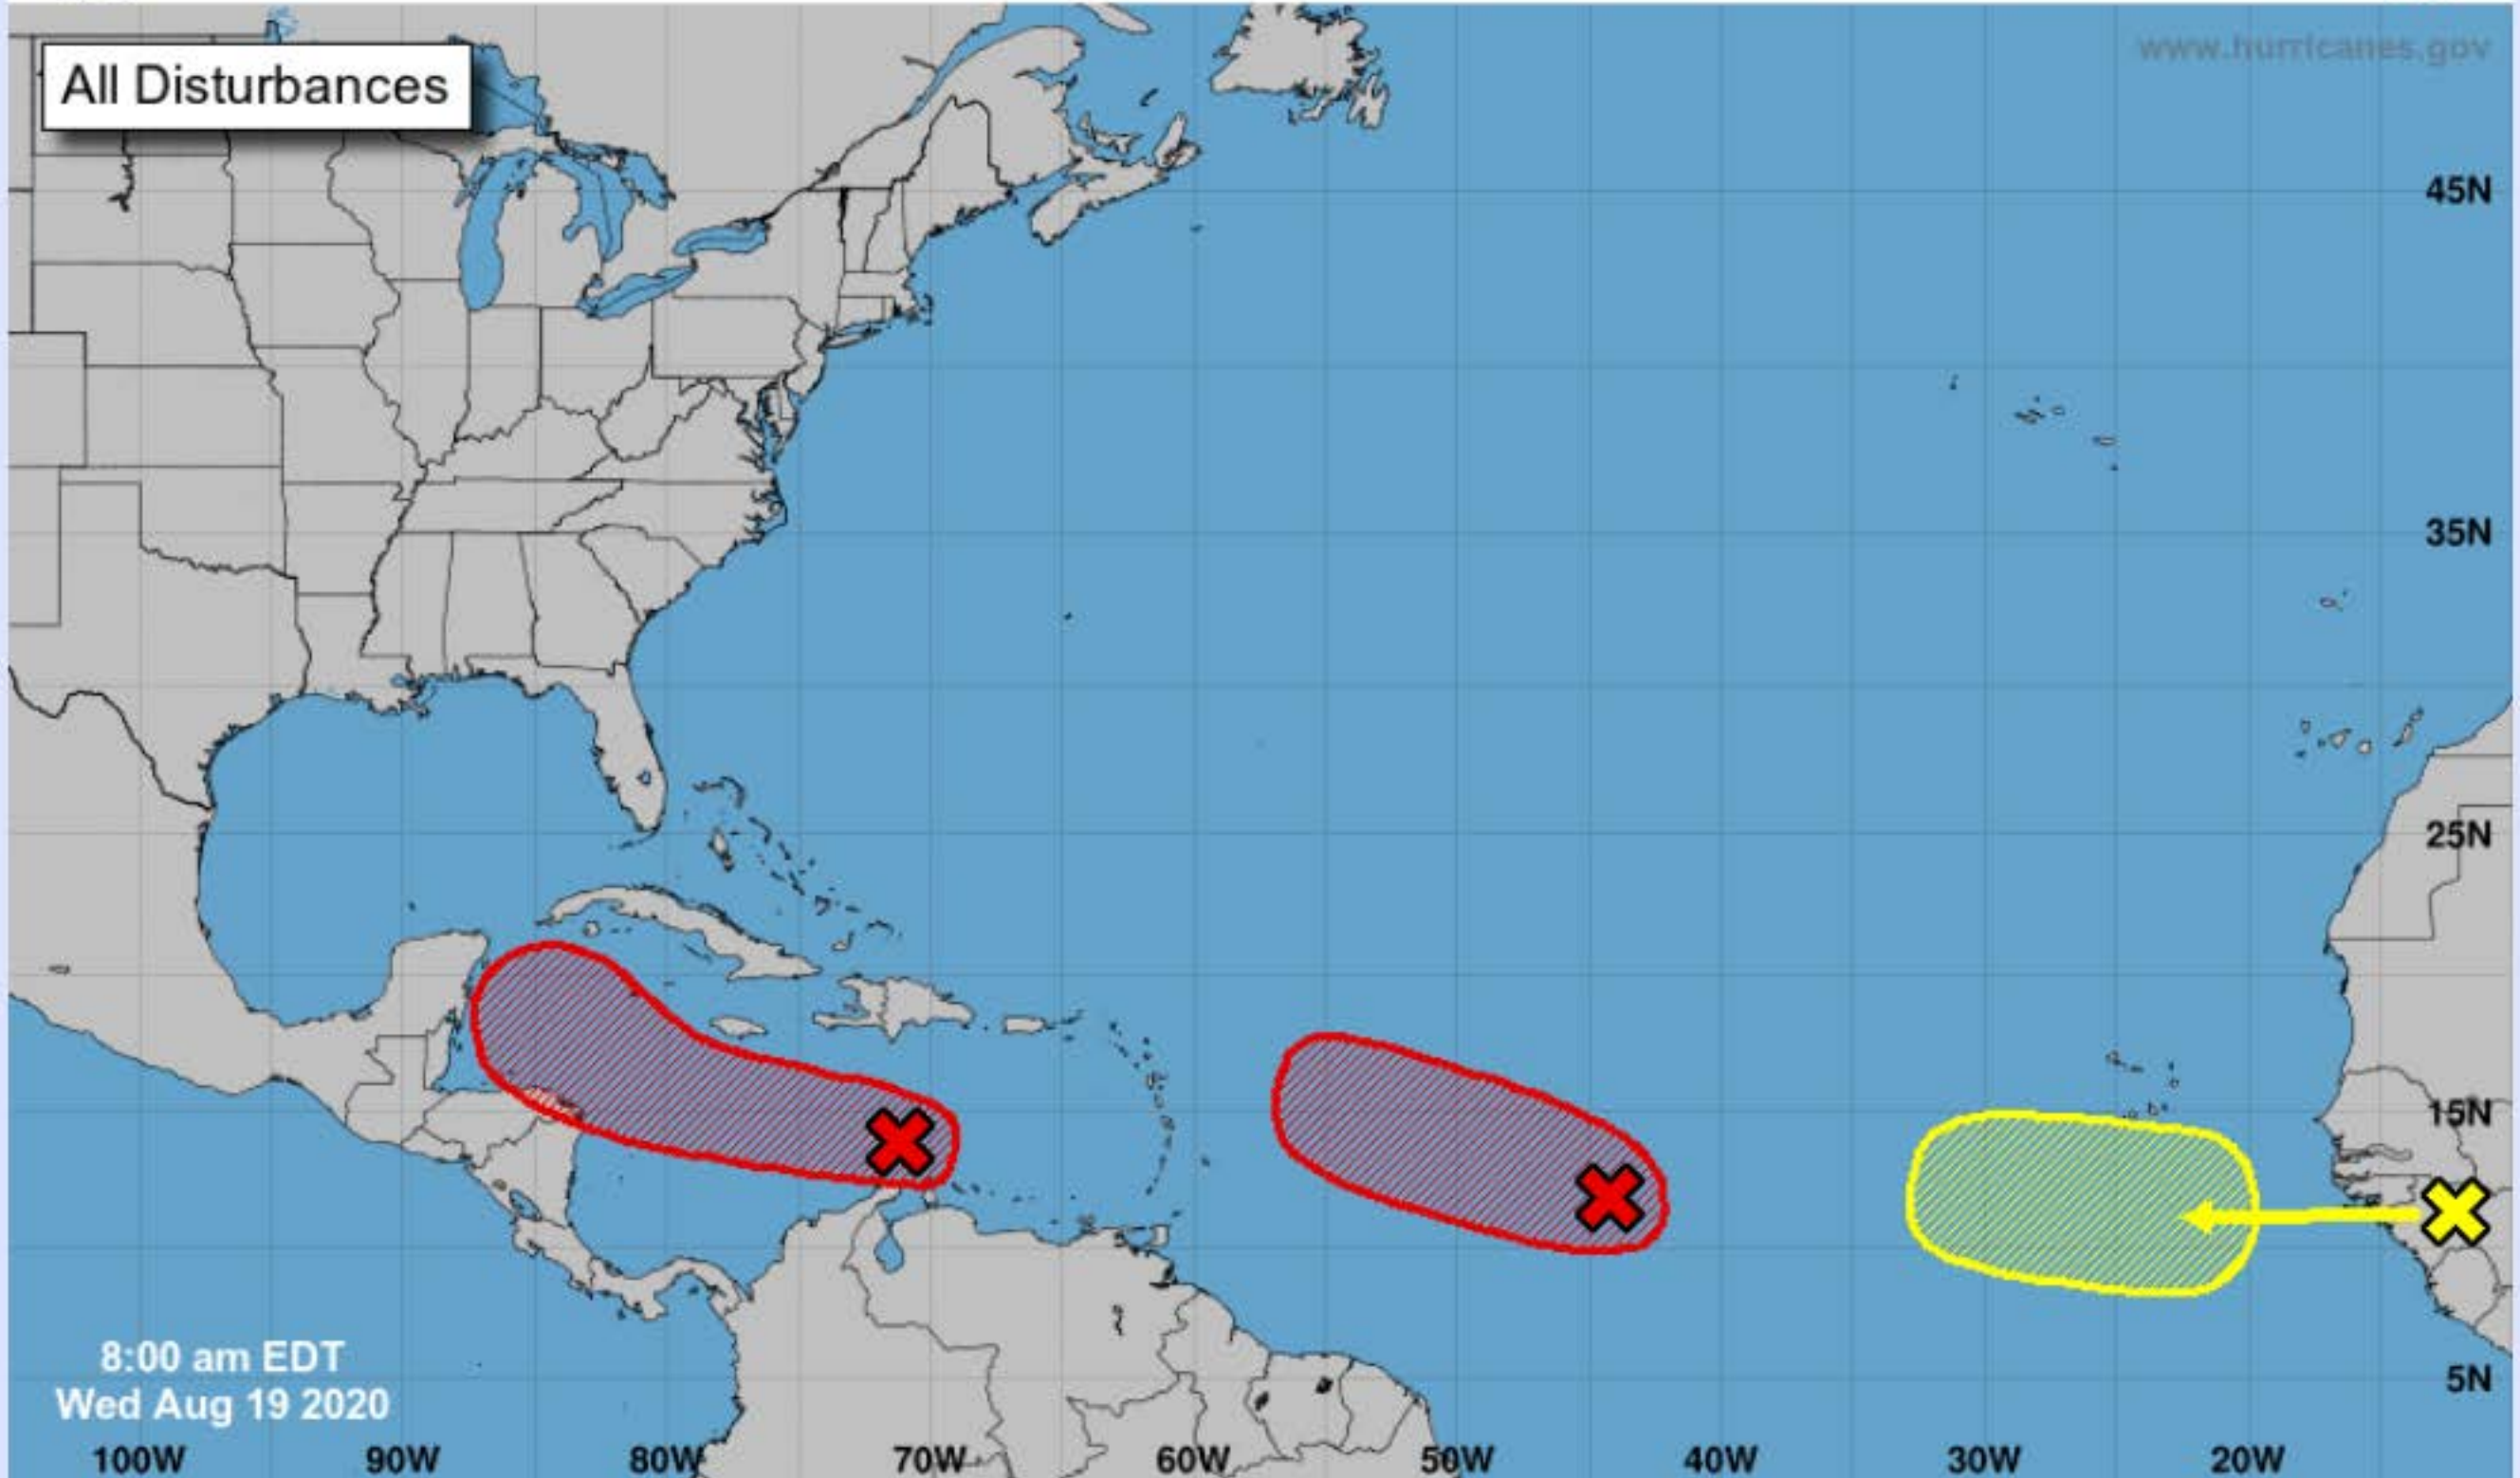 All Disturbances
www.hurricanes.gov
45N
35N
25N
15N
5N
8:00 am EDT
Wed Aug 19 2020
100W 90W 80W 70W 60W 50W 40W 30W 20W